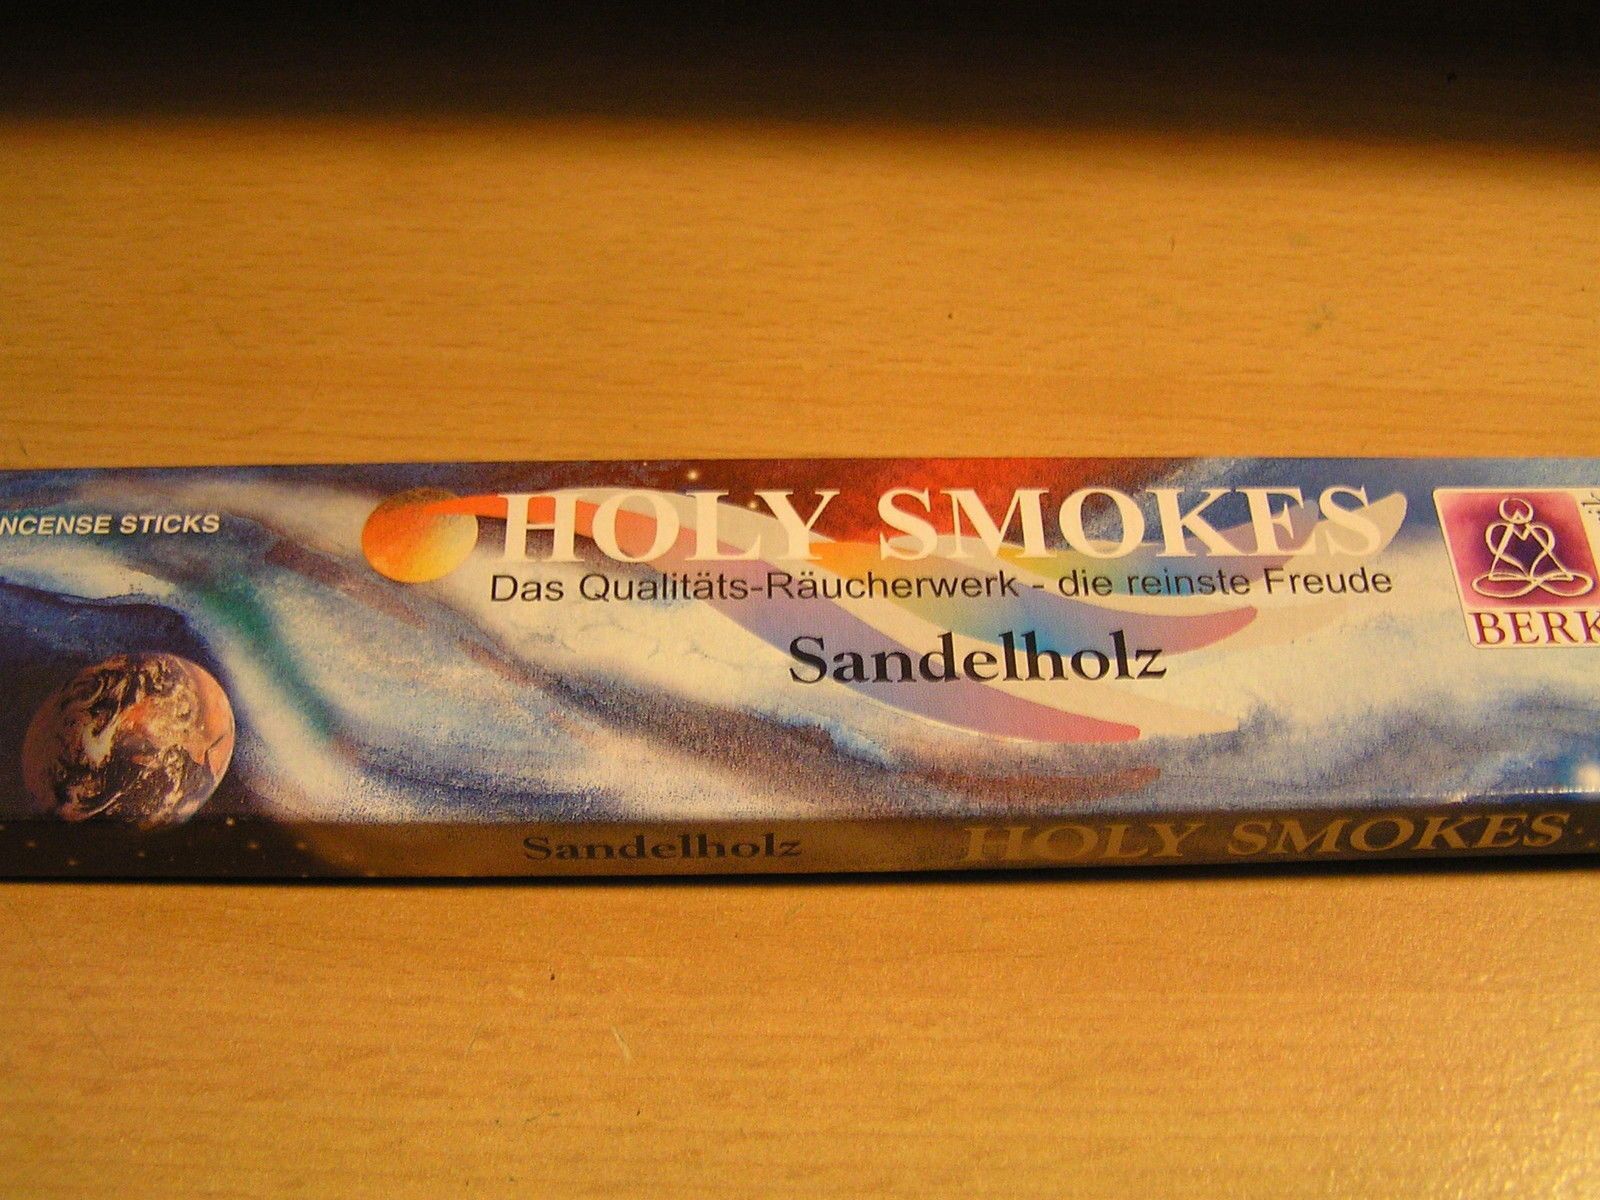 NCENSE STICKS
HOLY SMOKES
Das Qualitäts-Räucherwerk - die reinste Freude
Sandelholz
BERK
Sandelholz
HOLY SMOKES